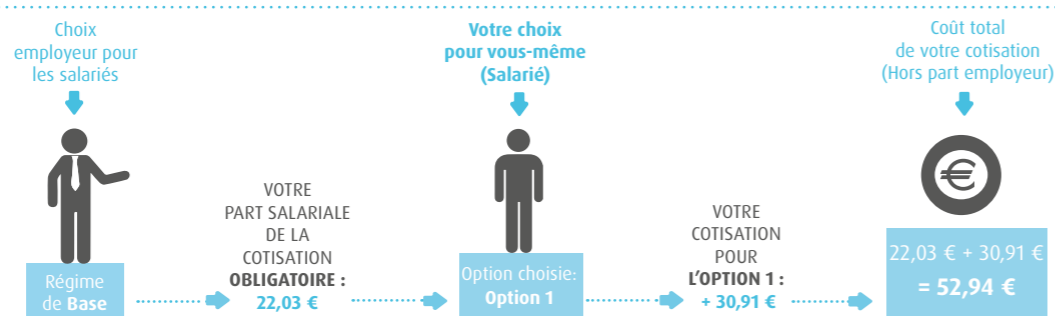 Choix
employeur pour
les salariés
Régime
de Base
VOTRE
PART SALARIALE
DE LA
COTISATION
OBLIGATOIRE :
22,03 €
Votre choix
pour vous-même
(Salarié)
Option choisie:
Option 1
VOTRE
COTISATION
POUR
L'OPTION 1 :
+ 30,91 €
Coût total
de votre cotisation
(Hors part employeur)
€
22,03 € + 30,91 €
= 52,94 €